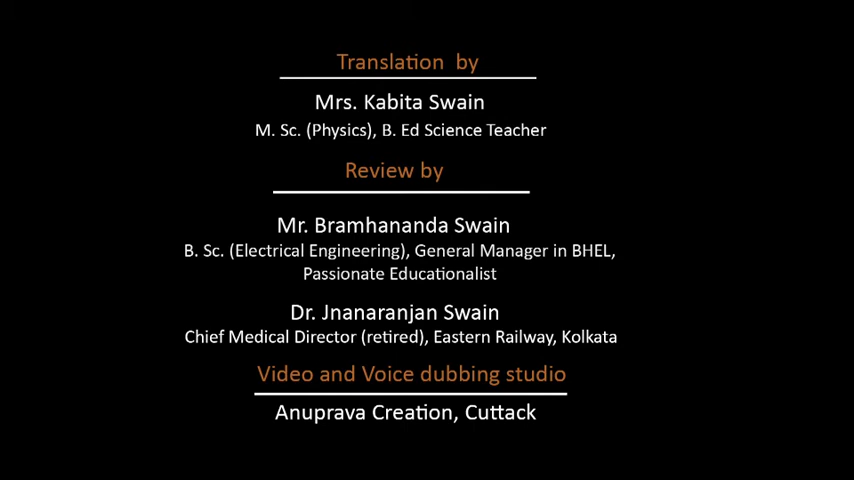 Translation by
Mrs. Kabita Swain
M. Sc. (Physics), B. Ed Science Teacher
Review by
Mr. Bramhananda Swain
B. Sc. (Electrical Engineering), General Manager in BHEL,
Passionate Educationalist
Dr. Jnanaranjan Swain
Chief Medical Director (retired), Eastern Railway, Kolkata
Video and Voice dubbing studio
Anuprava Creation, Cuttack